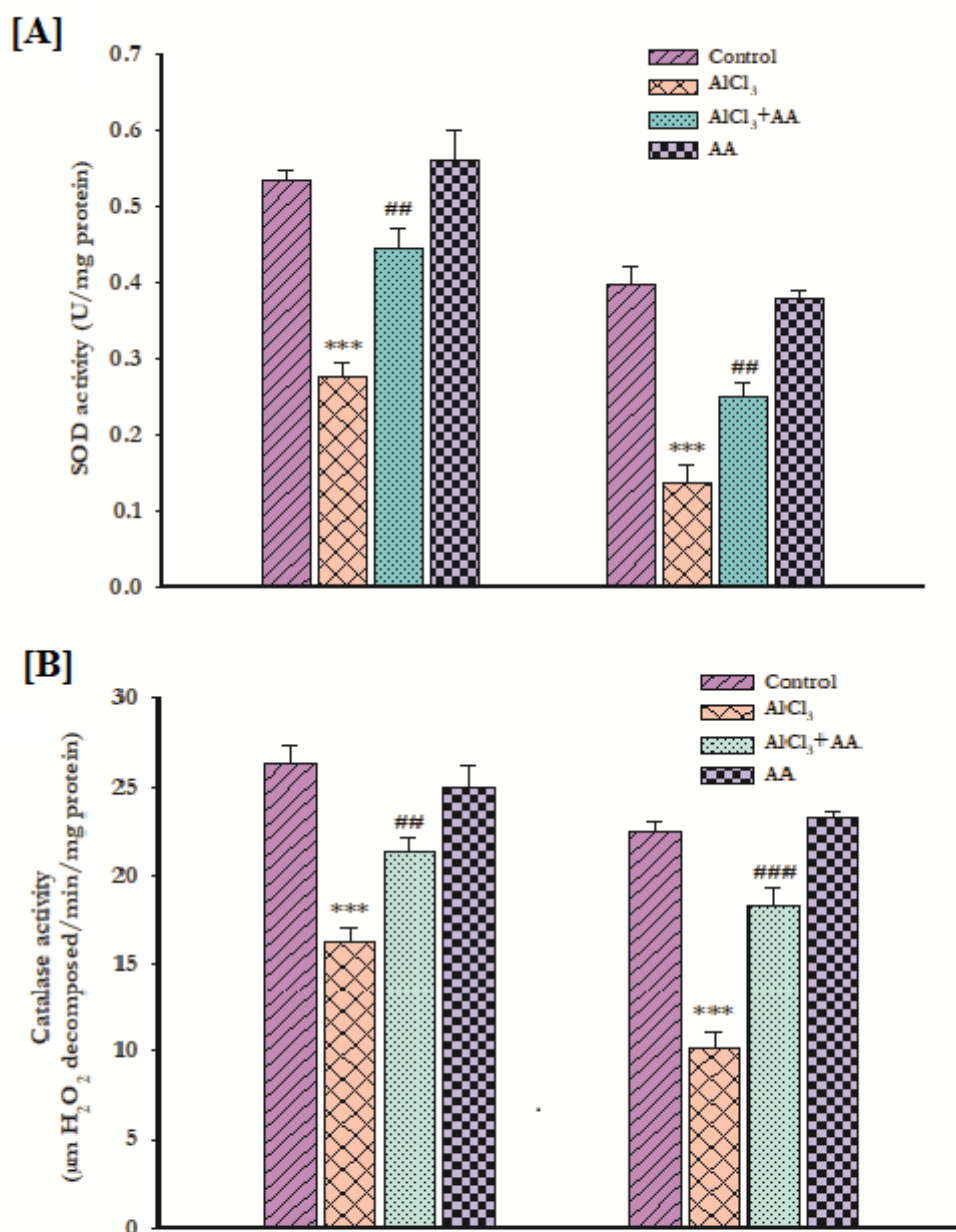 [A]
0.7
0.6
0.5
0.4
0.3
0.2
0.1
0.0
SOD activity (U/mg protein)
Control
AlCl₃
AlCl₃+AA
AA
***
##
***
##
[B]
30
25
20
15
10
5
0
Catalase activity
(µm H₂O₂ decomposed/min/mg protein)
Control
AlCl₃
AlCl₃+AA
AA
***
##
***
###